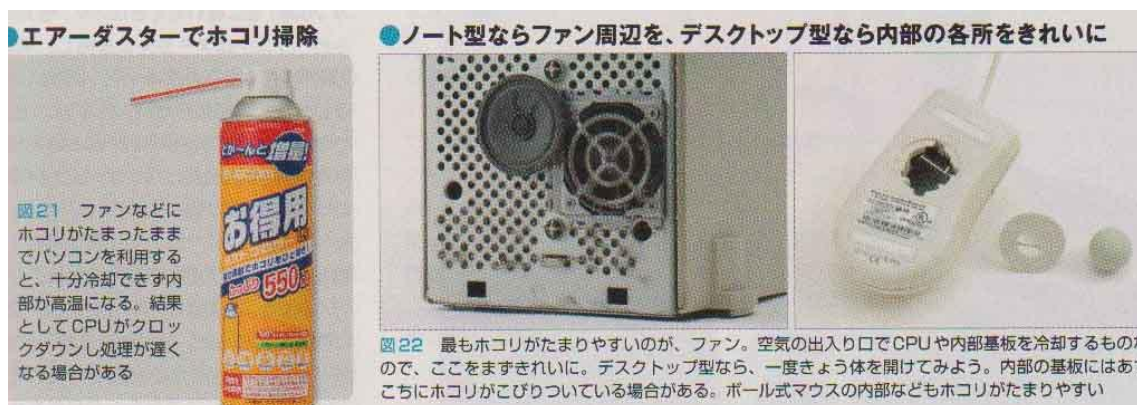 ●エアーダスターでホコリ掃除
図21 ファンなどに
ホコリがたまったまま
でパソコンを利用する
と、十分冷却できず内
部が高温になる。結果
としてCPUがクロッ
クダウンし処理が遅く
なる場合がある
どか〜んと増量!
お得用
550
●ノート型ならファン周辺を、デスクトップ型なら内部の各所をきれいに
図22 最もホコリがたまりやすいのが、ファン。空気の出入り口でCPUや内部基板を冷却するものな
ので、ここをまずきれいに。デスクトップ型なら、一度きょう体を開けてみよう。内部の基板にはあち
こちにホコリがこびりついている場合がある。ボール式マウスの内部などもホコリがたまりやすい